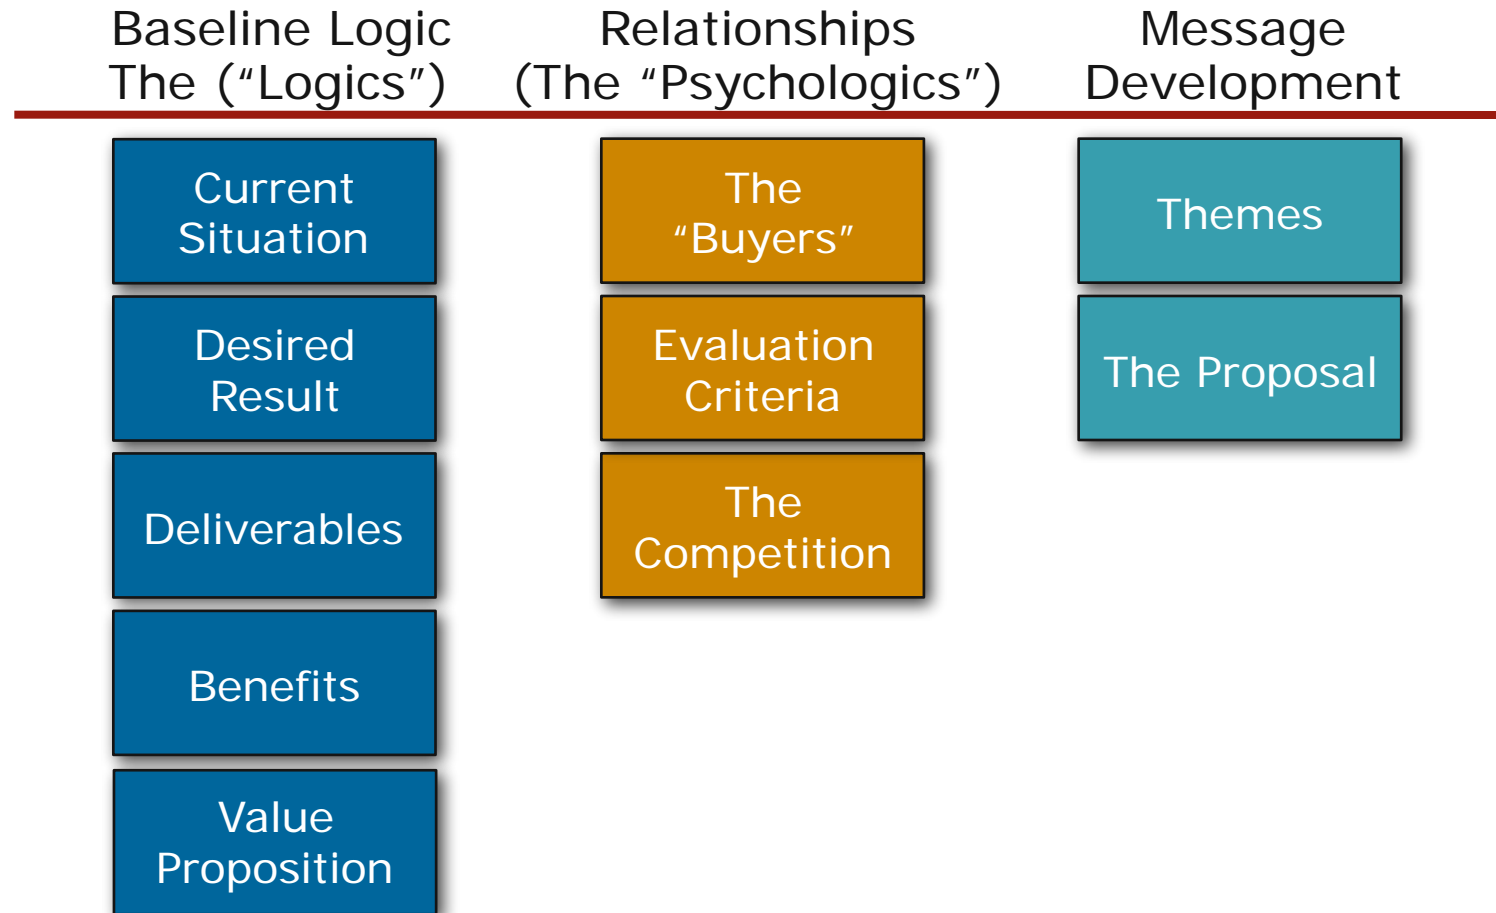 Baseline Logic
The (“Logics”)
Relationships
(The “Psychologics”)
Message
Development
Current
Situation
Desired
Result
Deliverables
Benefits
Value
Proposition
The
“Buyers”
Evaluation
Criteria
The
Competition
Themes
The Proposal